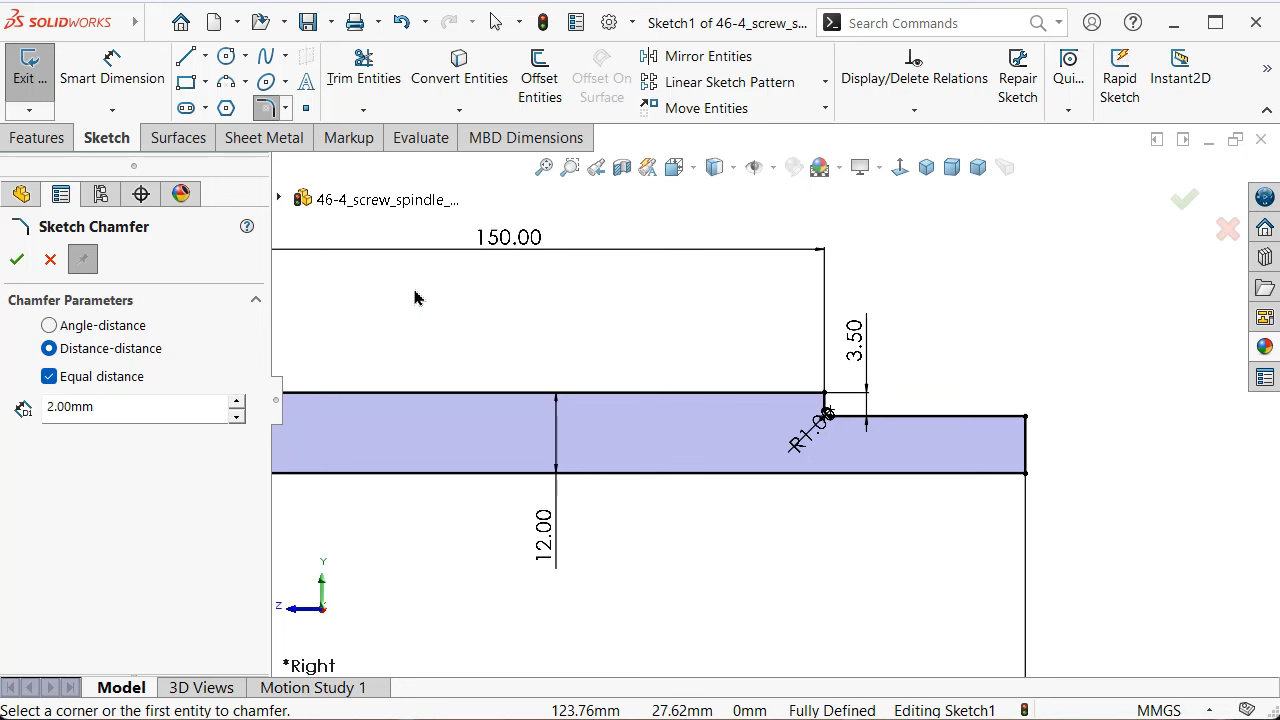 SOLIDWORKS
Sketch1 of 46-4_screw_s...
Search Commands
Exit ...
Smart Dimension
Trim Entities
Convert Entities
Offset Entities
Offset On Surface
Mirror Entities
Linear Sketch Pattern
Move Entities
Display/Delete Relations
Repair Sketch
Qui...
Rapid Sketch
Instant2D
Features
Sketch
Surfaces
Sheet Metal
Markup
Evaluate
MBD Dimensions
46-4_screw_spindle_...
Sketch Chamfer
Chamfer Parameters
Angle-distance
Distance-distance
Equal distance
2.00mm
150.00
3.50
12.00
Y
Z
*Right
Model
3D Views
Motion Study 1
Select a corner or the first entity to chamfer.
123.76mm
27.62mm
0mm
Fully Defined
Editing Sketch1
MMGS